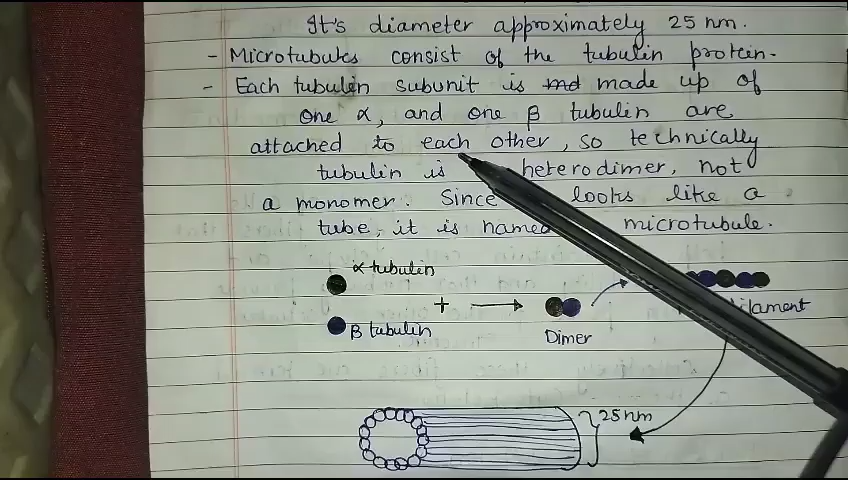 It's diameter approximately 25 nm.
- Microtubules consist of the tubulin protein.
- Each tubulin subunit is made up of
one α, and one β tubulin are
attached to each other, so technically
tubulin is heterodimer, not
a monomer. Since looks like a
tube, it is named microtubule.
α tubulin
+
β tubulin
Dimer
25 nm